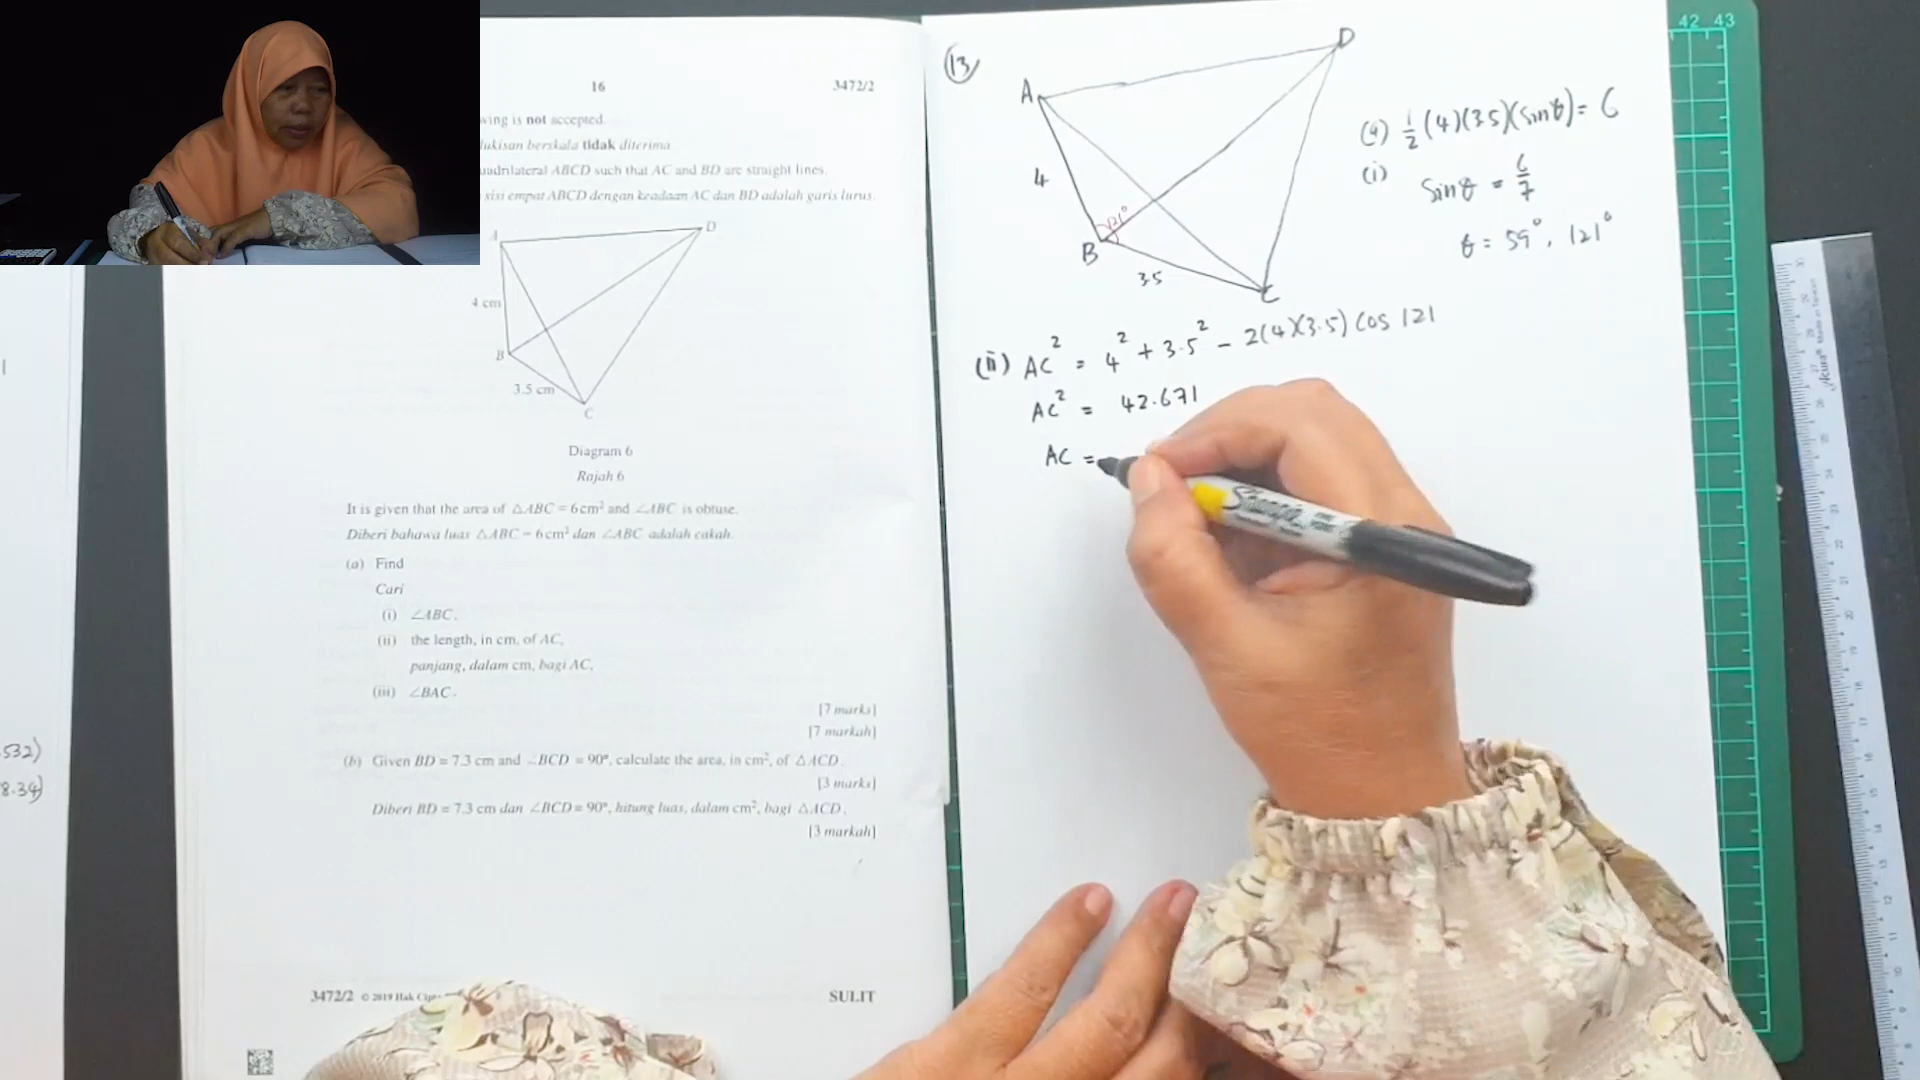 16 3472/2
wing is not accepted.
lukisan berskala tidak diterima
uadrilateral ABCD such that AC and BD are straight lines.
sisi empat ABCD dengan keadaan AC dan BD adalah garis lurus.
A
D
4 cm
B
3.5 cm
C
Diagram 6
Rajah 6
It is given that the area of △ABC = 6 cm² and ∠ABC is obtuse.
Diberi bahawa luas △ABC = 6 cm² dan ∠ABC adalah cakah.
(a) Find
Cari
(i) ∠ABC,
(ii) the length, in cm, of AC,
panjang, dalam cm, bagi AC,
(iii) ∠BAC.
[7 marks]
[7 markah]
(b) Given BD = 7.3 cm and ∠BCD = 90°, calculate the area, in cm², of △ACD.
[3 marks]
Diberi BD = 7.3 cm dan ∠BCD = 90°, hitung luas, dalam cm², bagi △ACD.
[3 markah]
3472/2 © 2019 Hak
SULIT
.532)
8.34)
13
A
D
4
121°
B
3.5
C
(a) ½ (4)(3.5)(sinθ) = 6
(i) sinθ = 6/7
θ = 59°, 121°
(ii) AC² = 4² + 3.5² − 2(4)(3.5) cos 121
AC² = 42.671
AC =
42 43